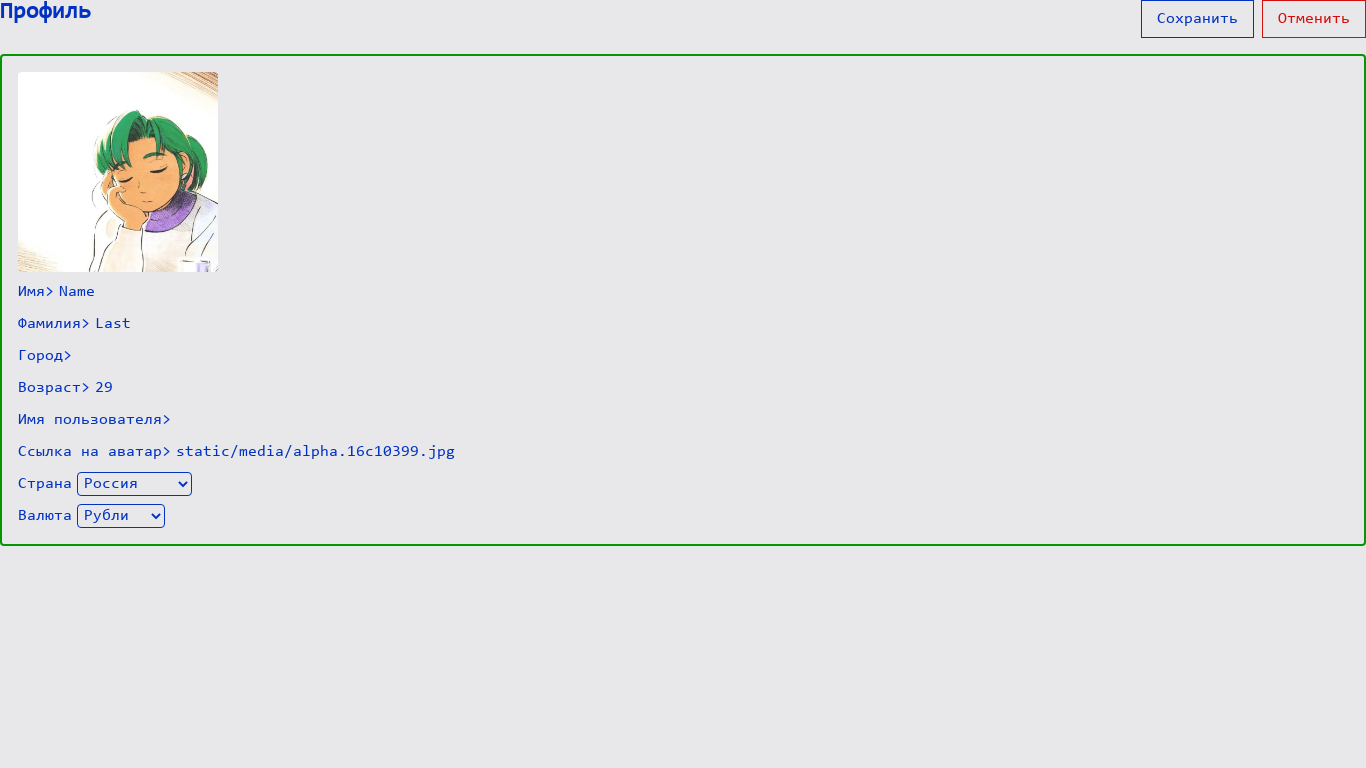 Профиль
Сохранить
Отменить
Имя> Name
Фамилия> Last
Город>
Возраст> 29
Имя пользователя>
Ссылка на аватар> static/media/alpha.16c10399.jpg
Страна Россия
Валюта Рубли